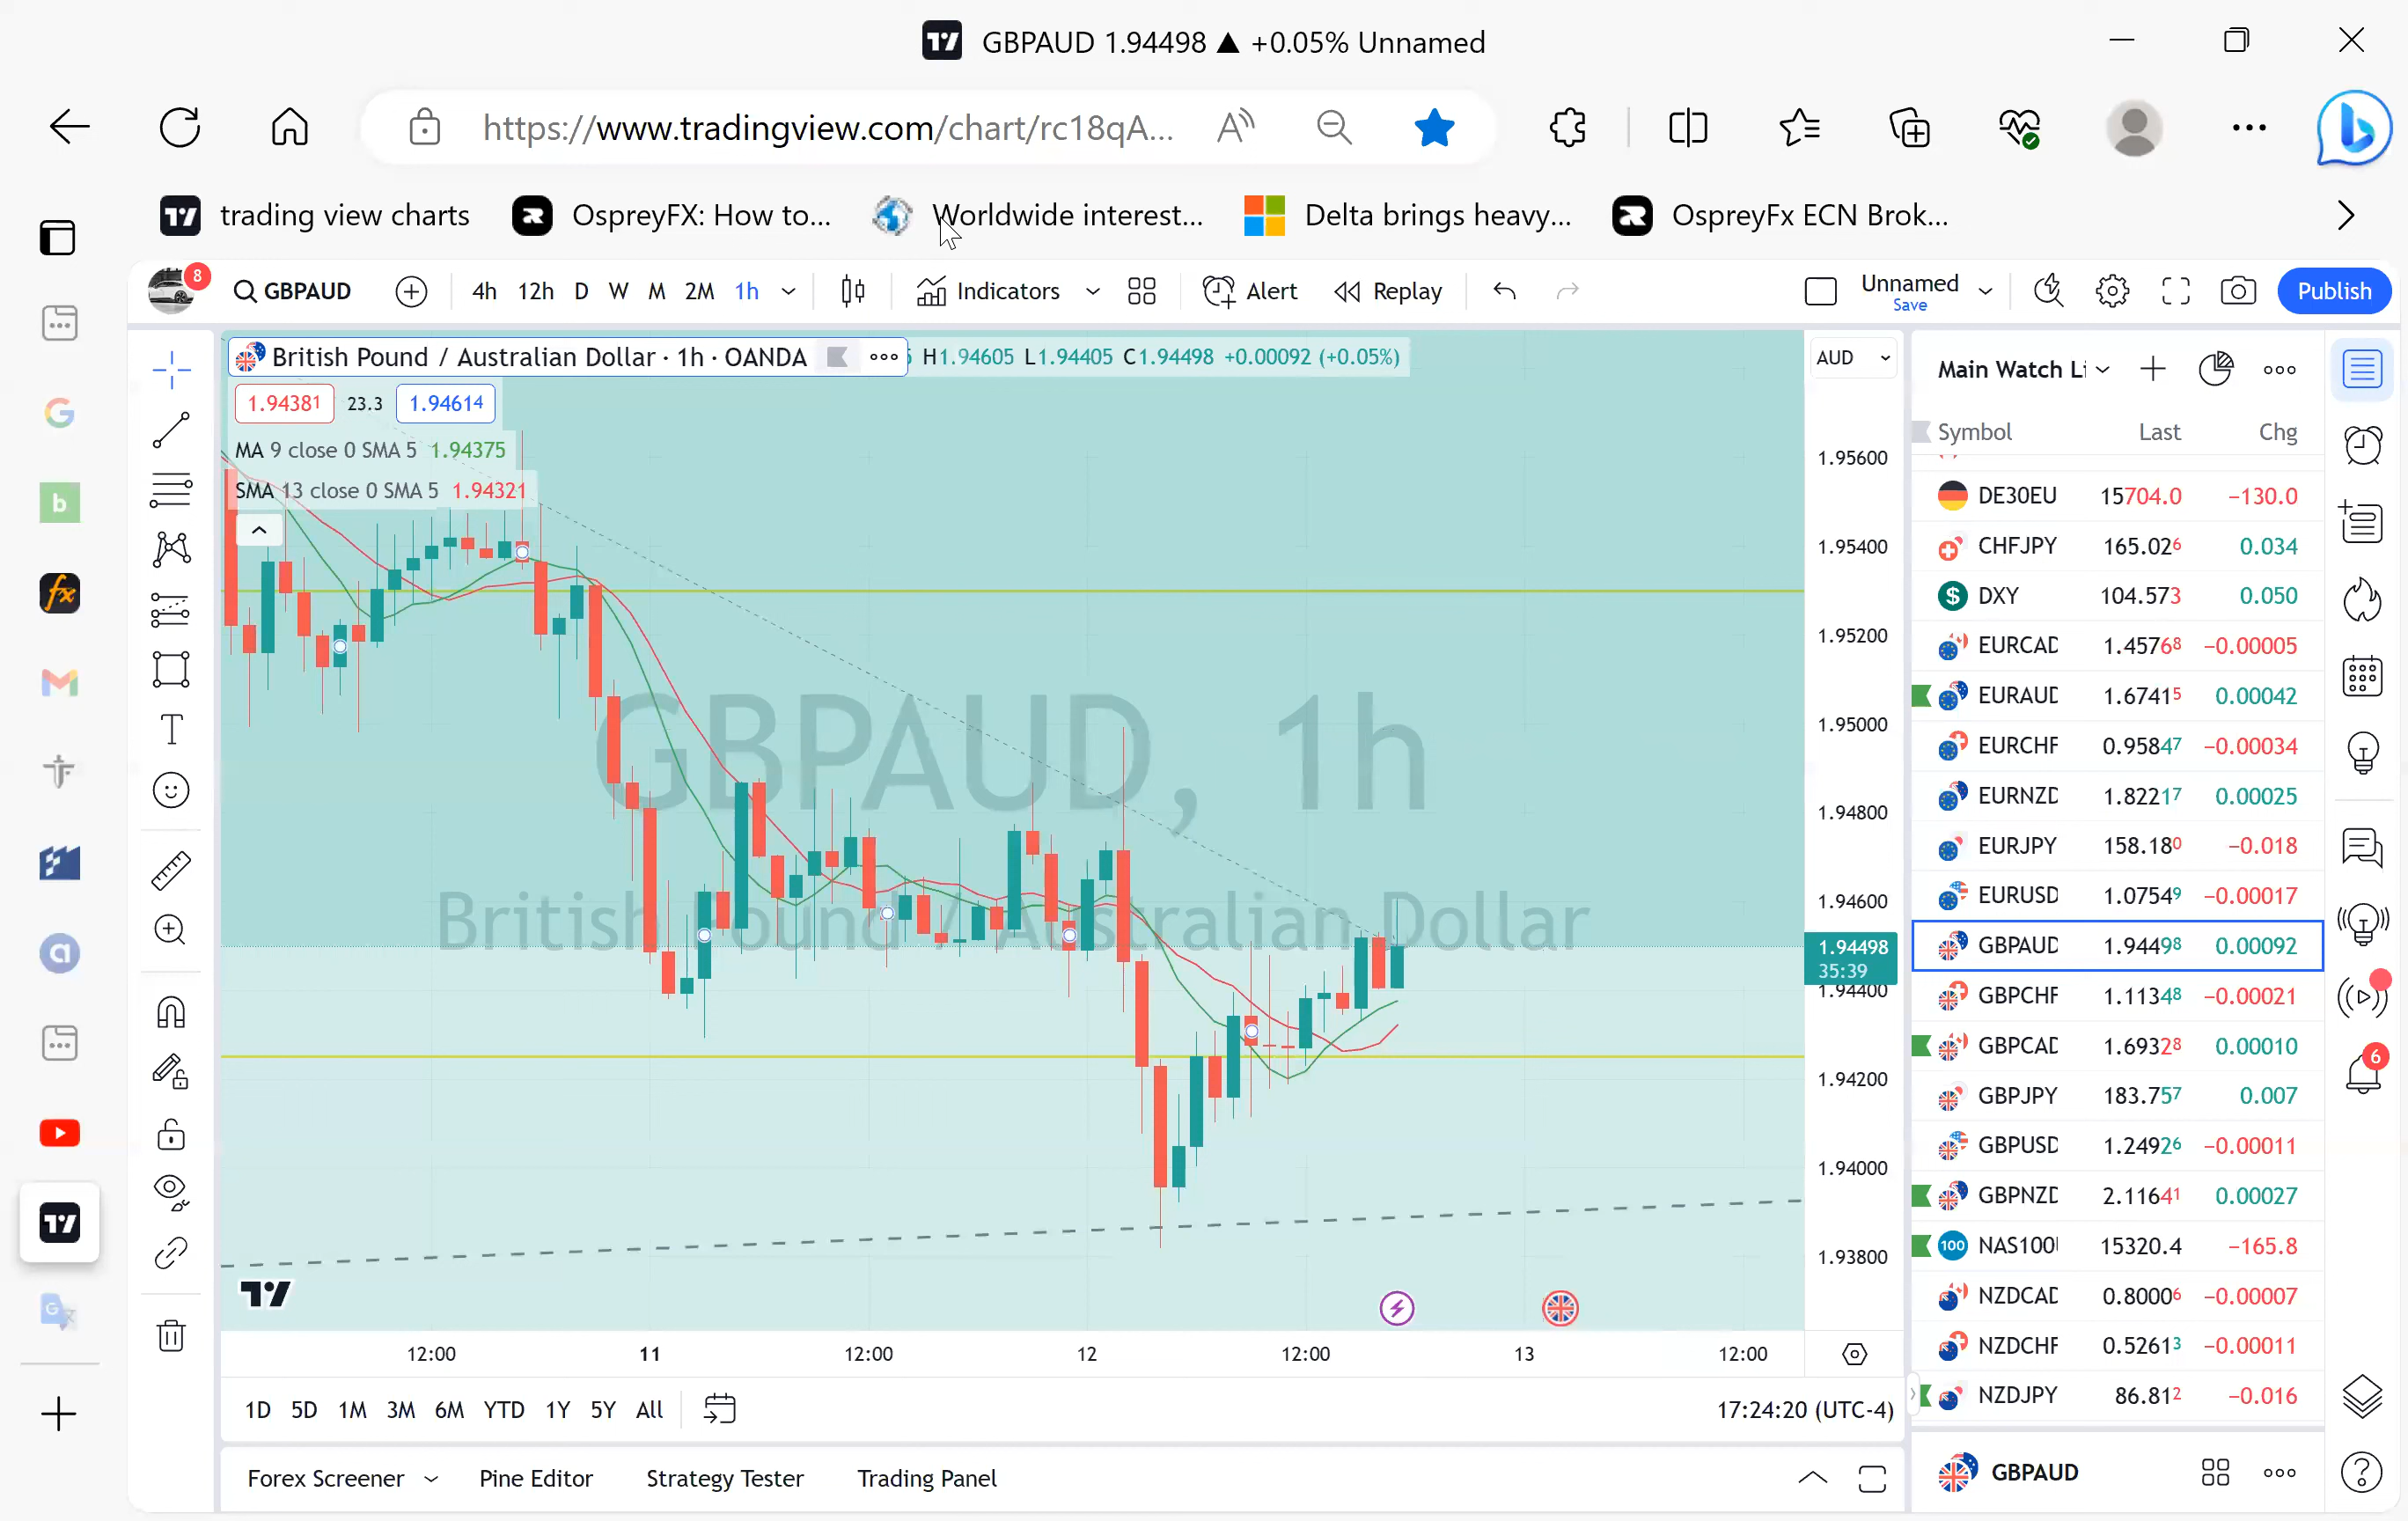 GBPAUD 1.94498 ▲ +0.05% Unnamed
https://www.tradingview.com/chart/rc18qA...
trading view charts
OspreyFX: How to...
Worldwide interest...
Delta brings heavy...
OspreyFx ECN Brok...
8
GBPAUD
4h 12h D W M 2M 1h
Indicators
Alert
Replay
Unnamed
Save
Publish
British Pound / Australian Dollar · 1h · OANDA
H1.94605 L1.94405 C1.94498 +0.00092 (+0.05%)
1.94381 23.3 1.94614
MA 9 close 0 SMA 5 1.94375
SMA 13 close 0 SMA 5 1.94321
GBPAUD, 1h
British Pound / Australian Dollar
AUD
1.95600
1.95400
1.95200
1.95000
1.94800
1.94600
1.94498
35:39
1.94400
1.94200
1.94000
1.93800
12:00 11 12:00 12 12:00 13 12:00
1D 5D 1M 3M 6M YTD 1Y 5Y All
17:24:20 (UTC-4)
Forex Screener Pine Editor Strategy Tester Trading Panel
Main Watch Li
Symbol Last Chg
DE30EU 15704.0 −130.0
CHFJPY 165.026 0.034
DXY 104.573 0.050
EURCAD 1.45768 −0.00005
EURAUD 1.67415 0.00042
EURCHF 0.95847 −0.00034
EURNZD 1.82217 0.00025
EURJPY 158.180 −0.018
EURUSD 1.07549 −0.00017
GBPAUD 1.94498 0.00092
GBPCHF 1.11348 −0.00021
GBPCAD 1.69328 0.00010
GBPJPY 183.757 0.007
GBPUSD 1.24926 −0.00011
GBPNZD 2.11641 0.00027
100 NAS100 15320.4 −165.8
NZDCAD 0.80006 −0.00007
NZDCHF 0.52613 −0.00011
NZDJPY 86.812 −0.016
GBPAUD
6